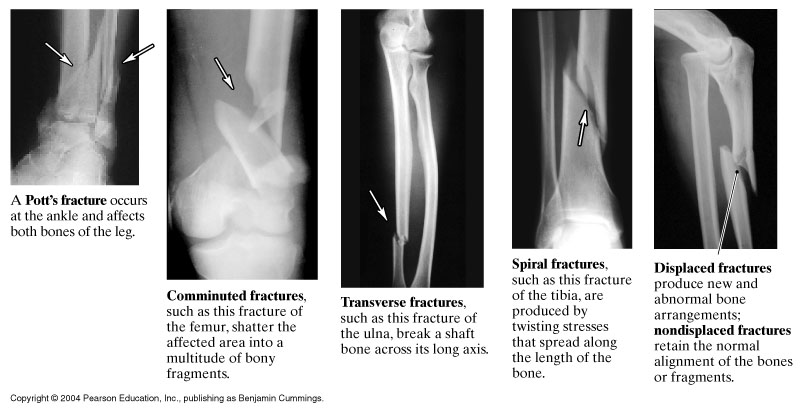 A Pott's fracture occurs
at the ankle and affects
both bones of the leg.
Comminuted fractures,
such as this fracture of
the femur, shatter the
affected area into a
multitude of bony
fragments.
Transverse fractures,
such as this fracture of
the ulna, break a shaft
bone across its long axis.
Spiral fractures,
such as this fracture
of the tibia, are
produced by
twisting stresses
that spread along
the length of the
bone.
Displaced fractures
produce new and
abnormal bone
arrangements;
nondisplaced fractures
retain the normal
alignment of the bones
or fragments.
Copyright © 2004 Pearson Education, Inc., publishing as Benjamin Cummings.